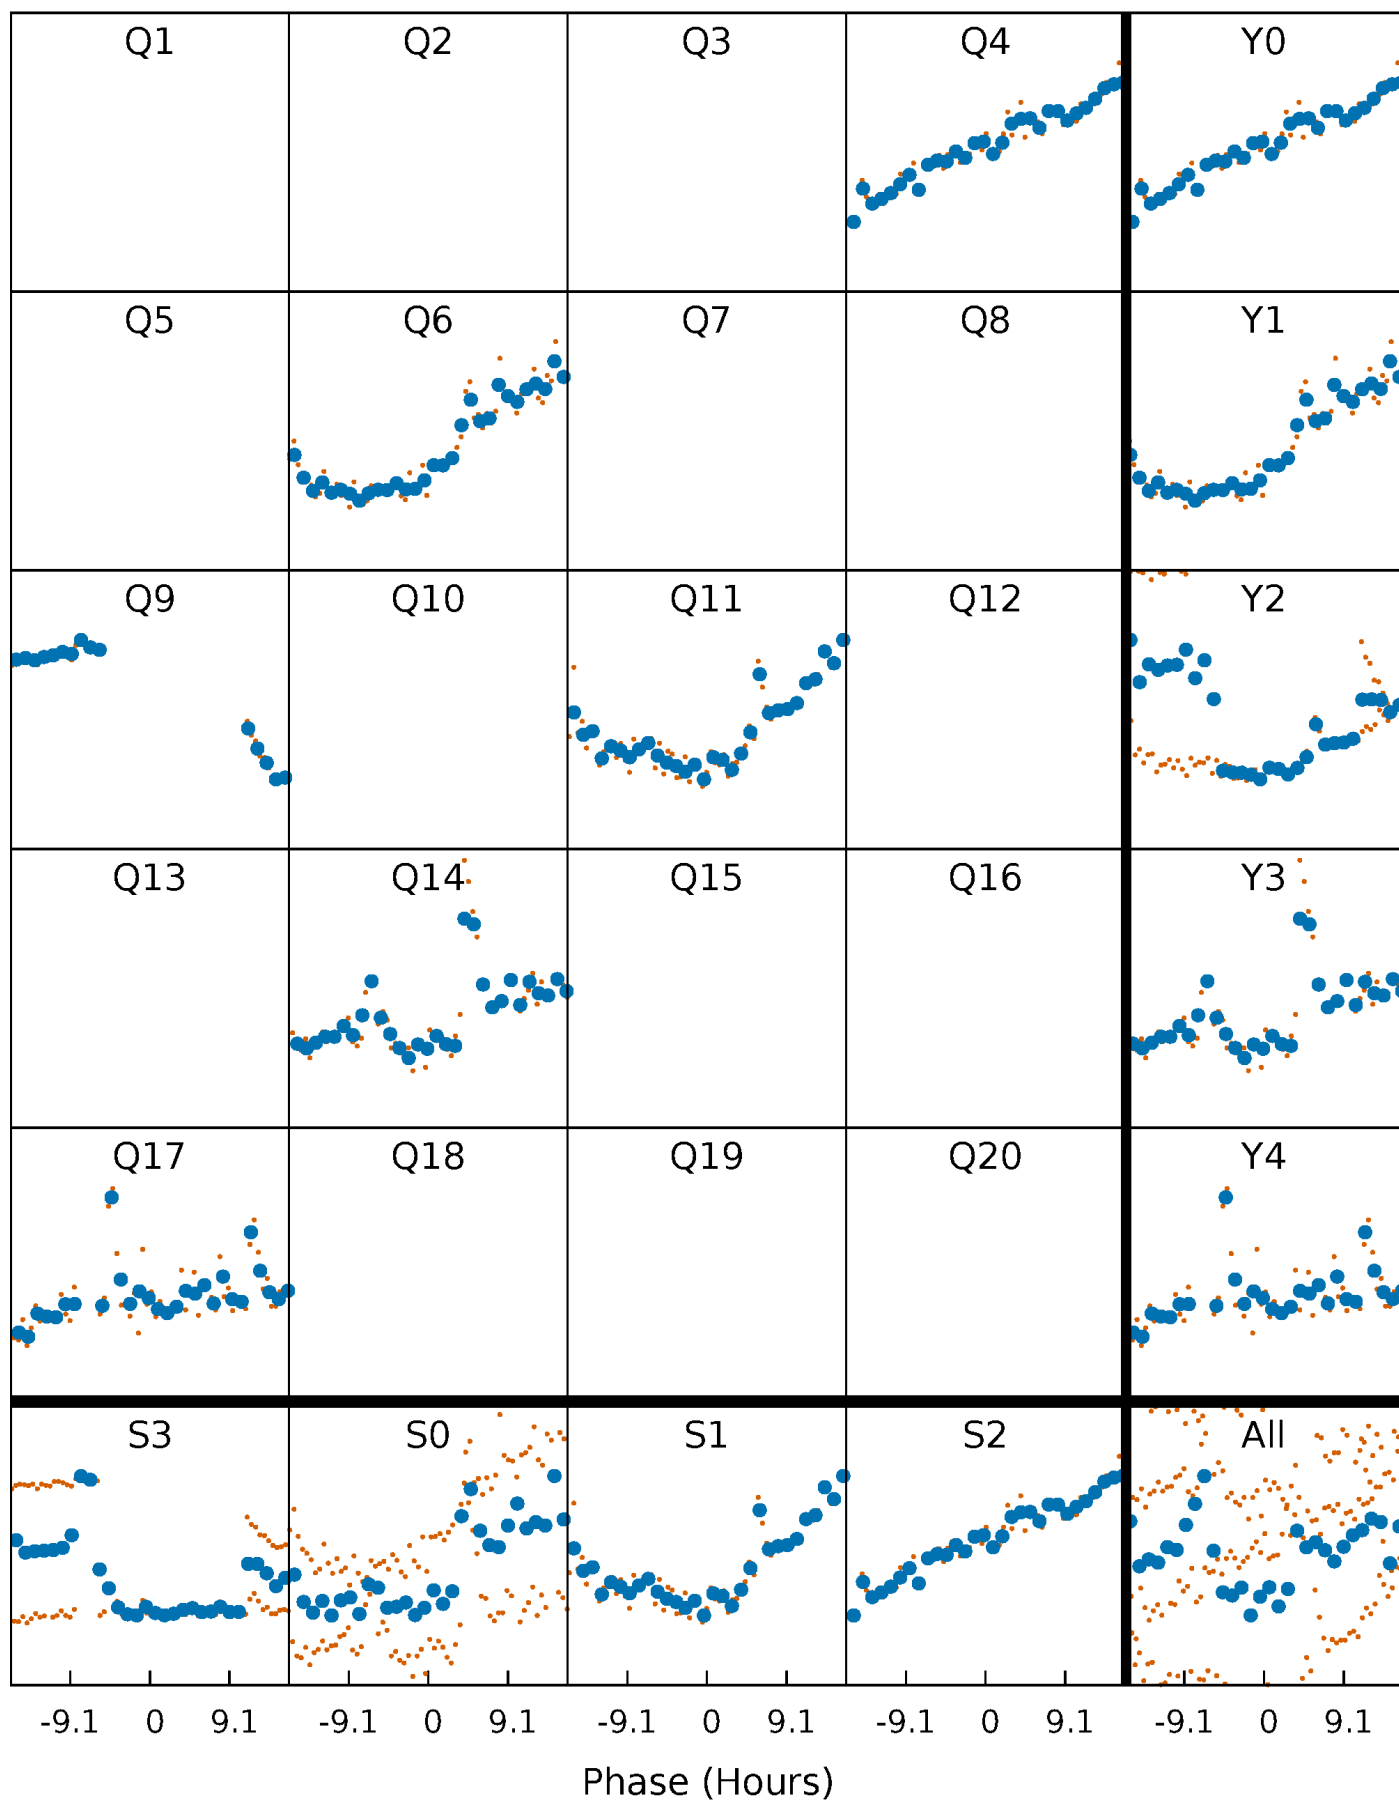 Q1 Q2 Q3 Q4 Y0
Q5 Q6 Q7 Q8 Y1
Q9 Q10 Q11 Q12 Y2
Q13 Q14 Q15 Q16 Y3
Q17 Q18 Q19 Q20 Y4
S3 S0 S1 S2 All
-9.1 0 9.1 -9.1 0 9.1 -9.1 0 9.1 -9.1 0 9.1 -9.1 0 9.1
Phase (Hours)